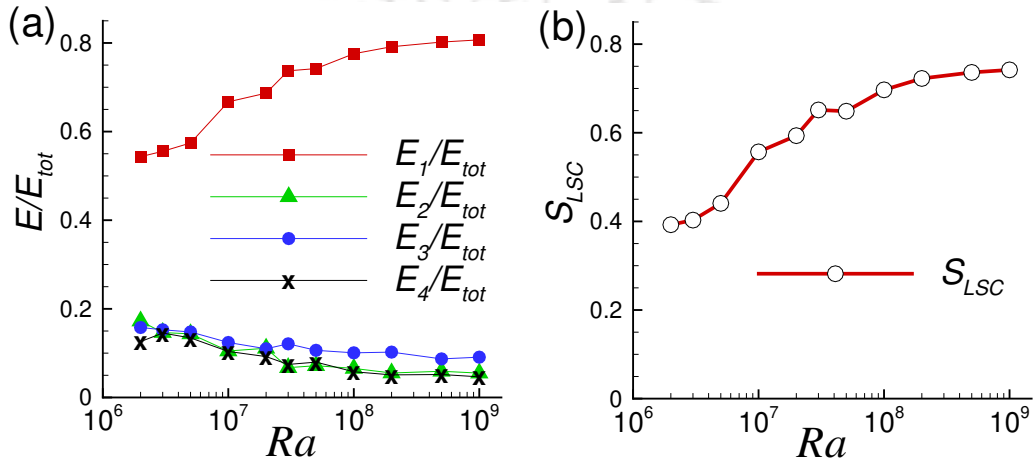 (a)
0.8
0.6
0.4
0.2
0
E/E_tot
E_1/E_tot
E_2/E_tot
E_3/E_tot
E_4/E_tot
10^6 10^7 10^8 10^9
Ra
(b)
0.8
0.6
0.4
0.2
0
S_LSC
S_LSC
10^6 10^7 10^8 10^9
Ra